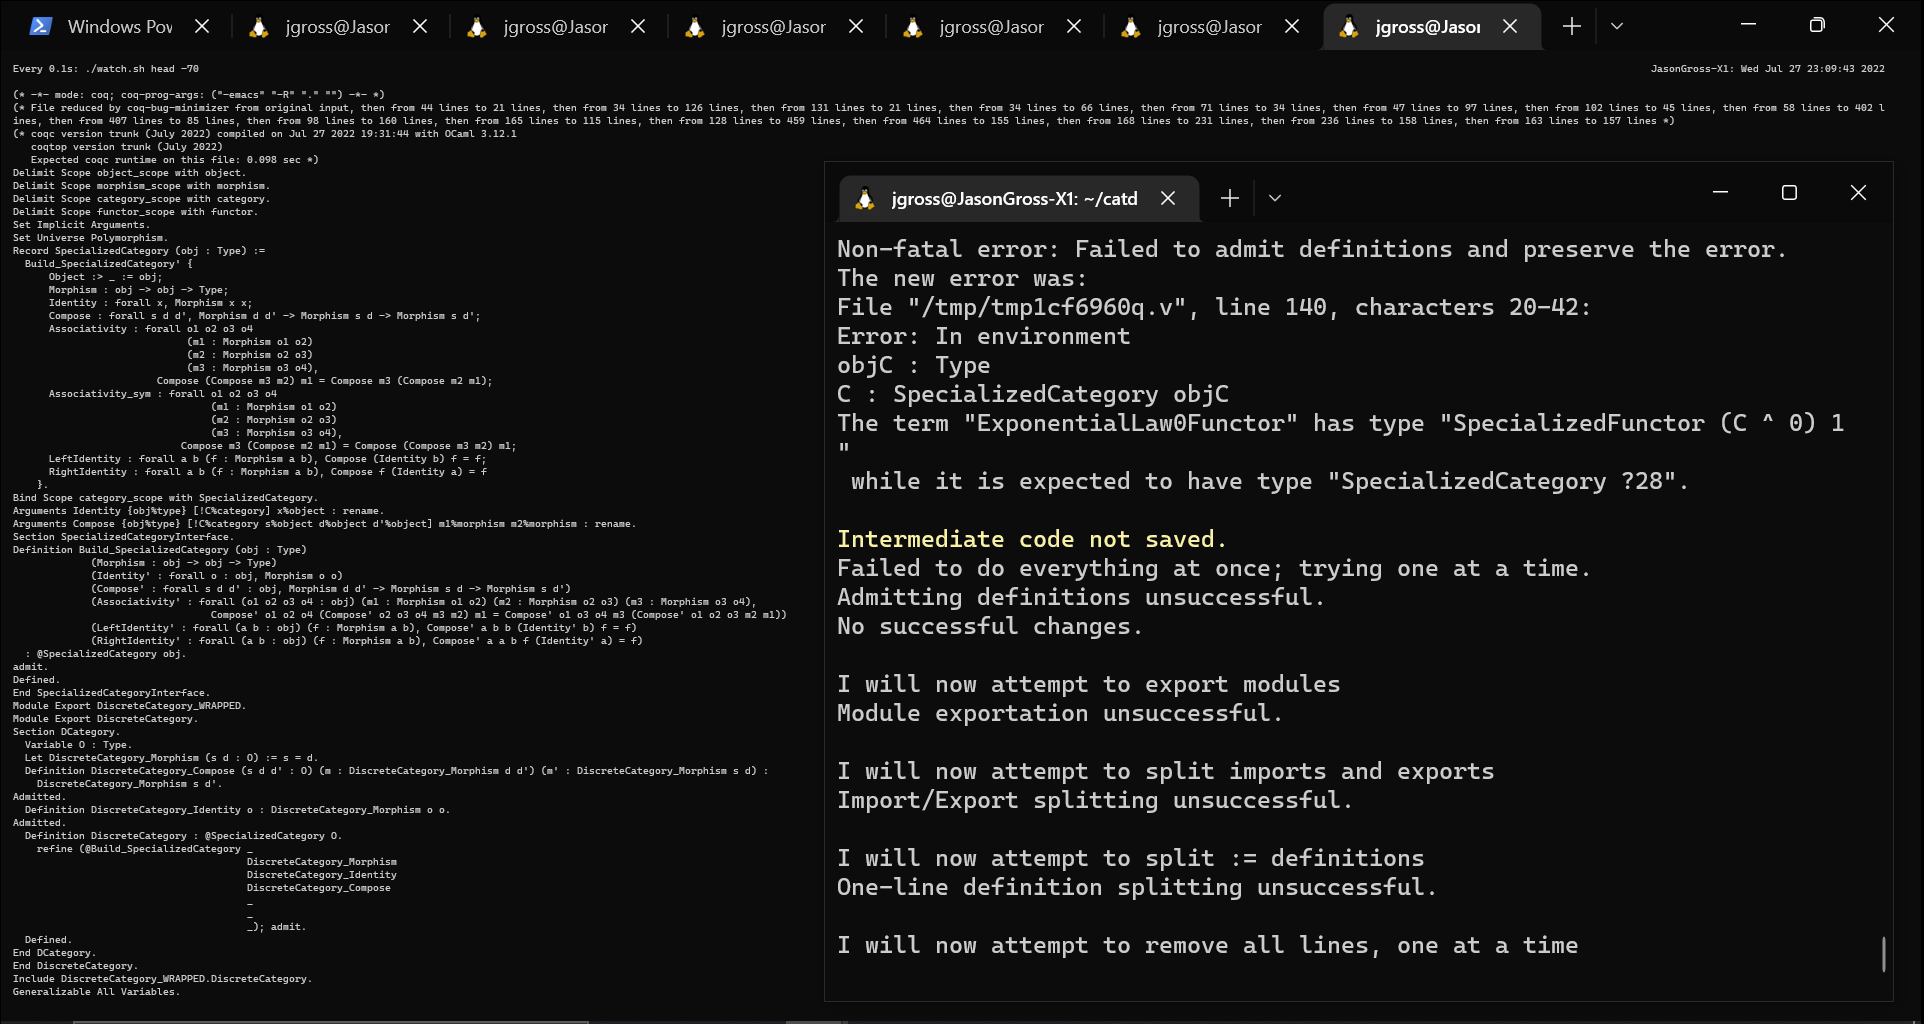 Windows Pov
jgross@Jasor
jgross@Jasor
jgross@Jasor
jgross@Jasor
jgross@Jasor
jgross@Jasor
Every 0.1s: ./watch.sh head -70
JasonGross-X1: Wed Jul 27 23:09:43 2022
(* -*- mode: coq; coq-prog-args: ("-emacs" "-R" "." "") -*- *)
(* File reduced by coq-bug-minimizer from original input, then from 44 lines to 21 lines, then from 34 lines to 126 lines, then from 131 lines to 21 lines, then from 34 lines to 66 lines, then from 71 lines to 34 lines, then from 47 lines to 97 lines, then from 102 lines to 45 lines, then from 58 lines to 402 l
ines, then from 407 lines to 85 lines, then from 98 lines to 160 lines, then from 165 lines to 115 lines, then from 128 lines to 459 lines, then from 464 lines to 155 lines, then from 168 lines to 231 lines, then from 236 lines to 158 lines, then from 163 lines to 157 lines *)
(* coqc version trunk (July 2022) compiled on Jul 27 2022 19:31:44 with OCaml 3.12.1
   coqtop version trunk (July 2022)
   Expected coqc runtime on this file: 0.098 sec *)
Delimit Scope object_scope with object.
Delimit Scope morphism_scope with morphism.
Delimit Scope category_scope with category.
Delimit Scope functor_scope with functor.
Set Implicit Arguments.
Set Universe Polymorphism.
Record SpecializedCategory (obj : Type) :=
  Build_SpecializedCategory' {
      Object :> _ := obj;
      Morphism : obj -> obj -> Type;
      Identity : forall x, Morphism x x;
      Compose : forall s d d', Morphism d d' -> Morphism s d -> Morphism s d';
      Associativity : forall o1 o2 o3 o4
                             (m1 : Morphism o1 o2)
                             (m2 : Morphism o2 o3)
                             (m3 : Morphism o3 o4),
                        Compose (Compose m3 m2) m1 = Compose m3 (Compose m2 m1);
      Associativity_sym : forall o1 o2 o3 o4
                                 (m1 : Morphism o1 o2)
                                 (m2 : Morphism o2 o3)
                                 (m3 : Morphism o3 o4),
                            Compose m3 (Compose m2 m1) = Compose (Compose m3 m2) m1;
      LeftIdentity : forall a b (f : Morphism a b), Compose (Identity b) f = f;
      RightIdentity : forall a b (f : Morphism a b), Compose f (Identity a) = f
    }.
Bind Scope category_scope with SpecializedCategory.
Arguments Identity {obj%type} [!C%category] x%object : rename.
Arguments Compose {obj%type} [!C%category s%object d%object d'%object] m1%morphism m2%morphism : rename.
Section SpecializedCategoryInterface.
Definition Build_SpecializedCategory (obj : Type)
             (Morphism : obj -> obj -> Type)
             (Identity' : forall o : obj, Morphism o o)
             (Compose' : forall s d d' : obj, Morphism d d' -> Morphism s d -> Morphism s d')
             (Associativity' : forall (o1 o2 o3 o4 : obj) (m1 : Morphism o1 o2) (m2 : Morphism o2 o3) (m3 : Morphism o3 o4),
                                 Compose' o1 o2 o4 (Compose' o2 o3 o4 m3 m2) m1 = Compose' o1 o3 o4 m3 (Compose' o1 o2 o3 m2 m1))
             (LeftIdentity' : forall (a b : obj) (f : Morphism a b), Compose' a b b (Identity' b) f = f)
             (RightIdentity' : forall (a b : obj) (f : Morphism a b), Compose' a a b f (Identity' a) = f)
  : @SpecializedCategory obj.
admit.
Defined.
End SpecializedCategoryInterface.
Module Export DiscreteCategory_WRAPPED.
Module Export DiscreteCategory.
Section DCategory.
  Variable O : Type.
  Let DiscreteCategory_Morphism (s d : O) := s = d.
  Definition DiscreteCategory_Compose (s d d' : O) (m : DiscreteCategory_Morphism d d') (m' : DiscreteCategory_Morphism s d) :
    DiscreteCategory_Morphism s d'.
Admitted.
  Definition DiscreteCategory_Identity o : DiscreteCategory_Morphism o o.
Admitted.
  Definition DiscreteCategory : @SpecializedCategory O.
    refine (@Build_SpecializedCategory _
                                       DiscreteCategory_Morphism
                                       DiscreteCategory_Identity
                                       DiscreteCategory_Compose
                                       _
                                       _
                                       _); admit.
  Defined.
End DCategory.
End DiscreteCategory.
Include DiscreteCategory_WRAPPED.DiscreteCategory.
Generalizable All Variables.
jgross@JasonGross-X1: ~/catd
Non-fatal error: Failed to admit definitions and preserve the error.
The new error was:
File "/tmp/tmp1cf6960q.v", line 140, characters 20-42:
Error: In environment
objC : Type
C : SpecializedCategory objC
The term "ExponentialLaw0Functor" has type "SpecializedFunctor (C ^ 0) 1
"
 while it is expected to have type "SpecializedCategory ?28".
Intermediate code not saved.
Failed to do everything at once; trying one at a time.
Admitting definitions unsuccessful.
No successful changes.
I will now attempt to export modules
Module exportation unsuccessful.
I will now attempt to split imports and exports
Import/Export splitting unsuccessful.
I will now attempt to split := definitions
One-line definition splitting unsuccessful.
I will now attempt to remove all lines, one at a time